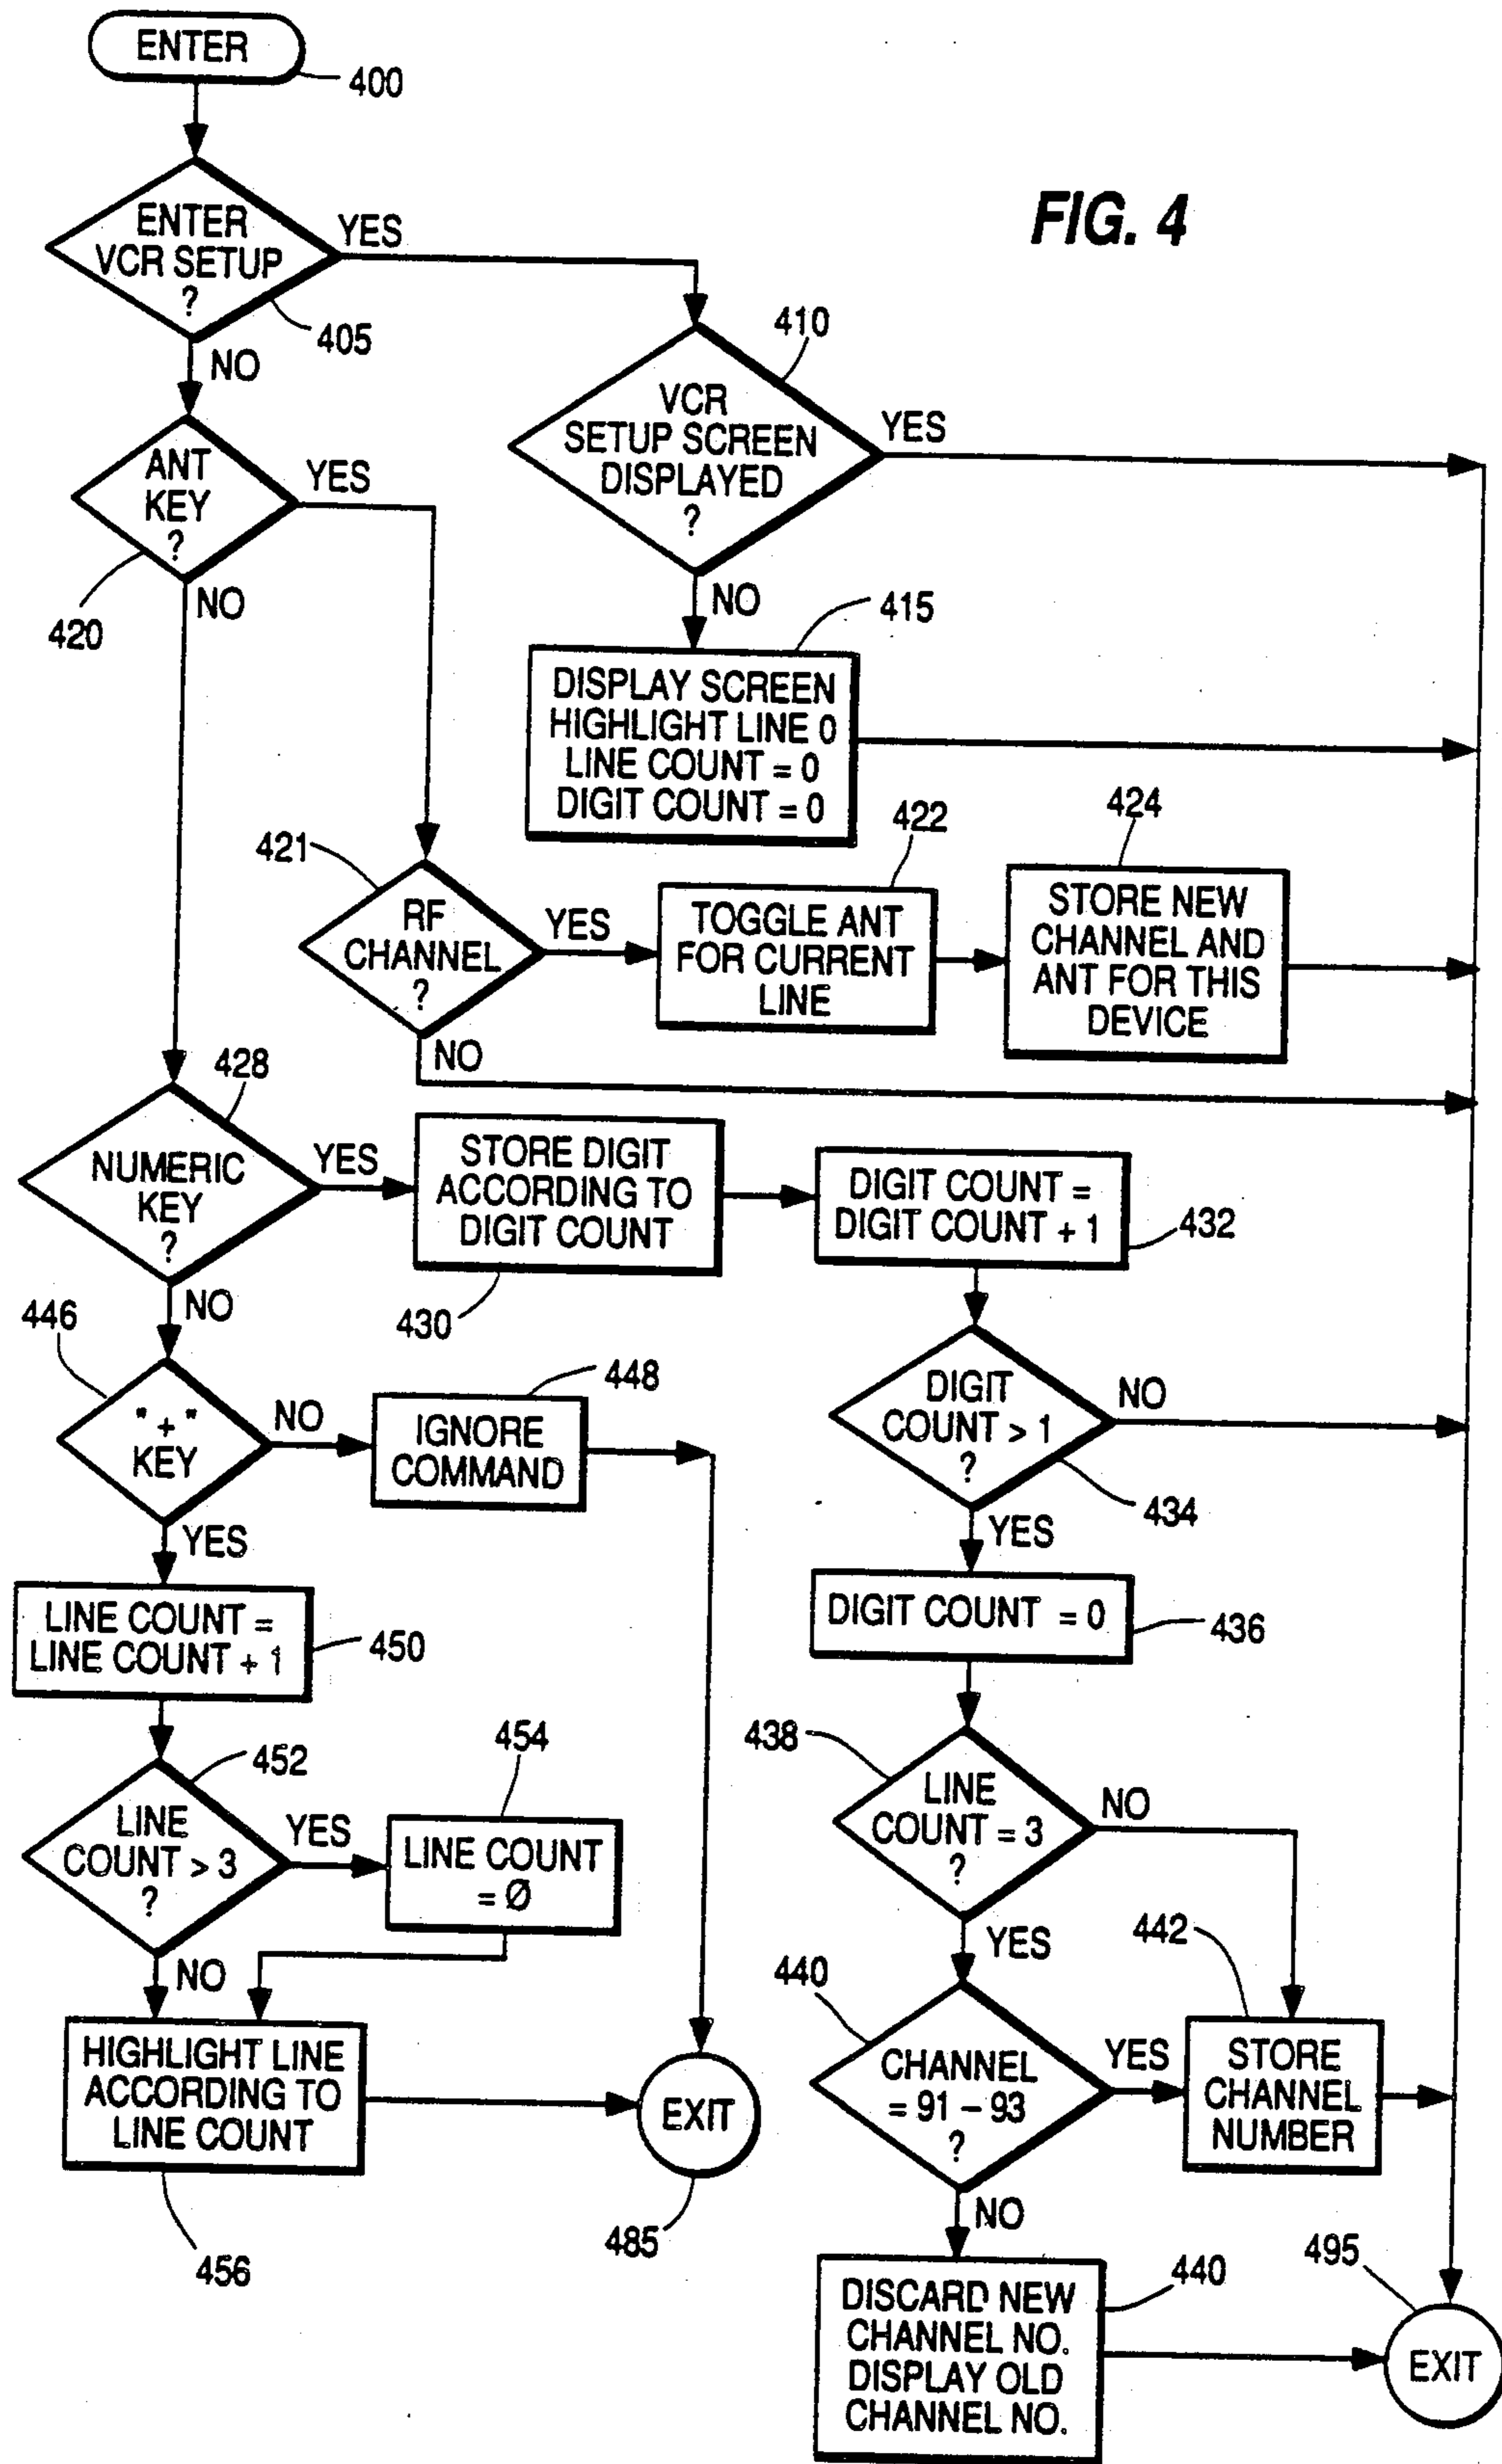 ENTER
400
FIG. 4
ENTER
VCR SETUP
?
YES
405
NO
410
VCR
SETUP SCREEN
DISPLAYED
?
YES
NO
ANT
KEY
?
YES
420
NO
415
DISPLAY SCREEN
HIGHLIGHT LINE 0
LINE COUNT = 0
DIGIT COUNT = 0
421
RF
CHANNEL
?
YES
NO
422
TOGGLE ANT
FOR CURRENT
LINE
424
STORE NEW
CHANNEL AND
ANT FOR THIS
DEVICE
428
NUMERIC
KEY
?
YES
NO
STORE DIGIT
ACCORDING TO
DIGIT COUNT
430
DIGIT COUNT =
DIGIT COUNT + 1
432
DIGIT
COUNT > 1
?
NO
434
YES
446
" + "
KEY
NO
YES
448
IGNORE
COMMAND
DIGIT COUNT = 0
436
LINE COUNT =
LINE COUNT + 1
450
438
LINE
COUNT = 3
?
NO
YES
452
LINE
COUNT > 3
?
YES
NO
454
LINE COUNT
= Ø
440
CHANNEL
= 91 – 93
?
YES
NO
442
STORE
CHANNEL
NUMBER
HIGHLIGHT LINE
ACCORDING TO
LINE COUNT
456
EXIT
485
440
DISCARD NEW
CHANNEL NO.
DISPLAY OLD
CHANNEL NO.
495
EXIT